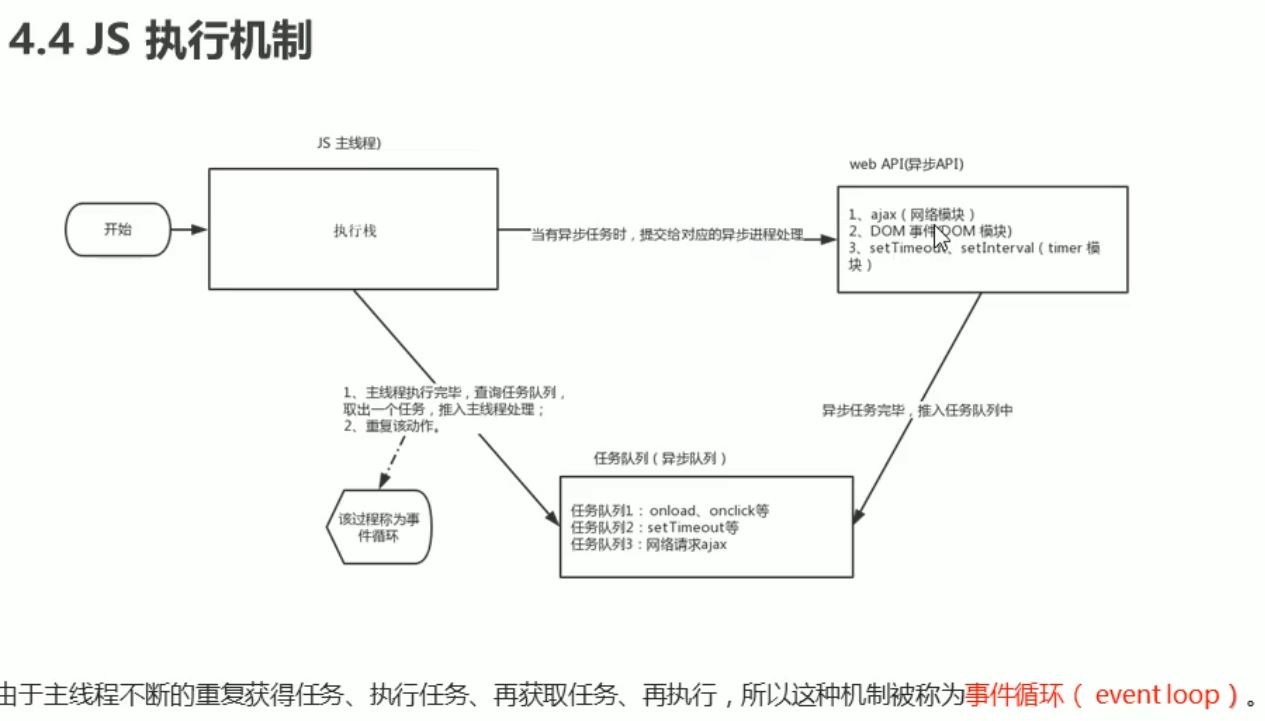 4.4 JS 执行机制
JS 主线程)
web API(异步API)
开始
执行栈
当有异步任务时，提交给对应的异步进程处理
1、ajax（网络模块）
2、DOM 事件(DOM 模块)
3、setTimeout、setInterval（timer 模
块）
1、主线程执行完毕，查询任务队列，
取出一个任务，推入主线程处理；
2、重复该动作。
异步任务完毕，推入任务队列中
任务队列（异步队列）
该过程称为事
件循环
任务队列1：onload、onclick等
任务队列2：setTimeout等
任务队列3：网络请求ajax
由于主线程不断的重复获得任务、执行任务、再获取任务、再执行，所以这种机制被称为事件循环（ event loop）。